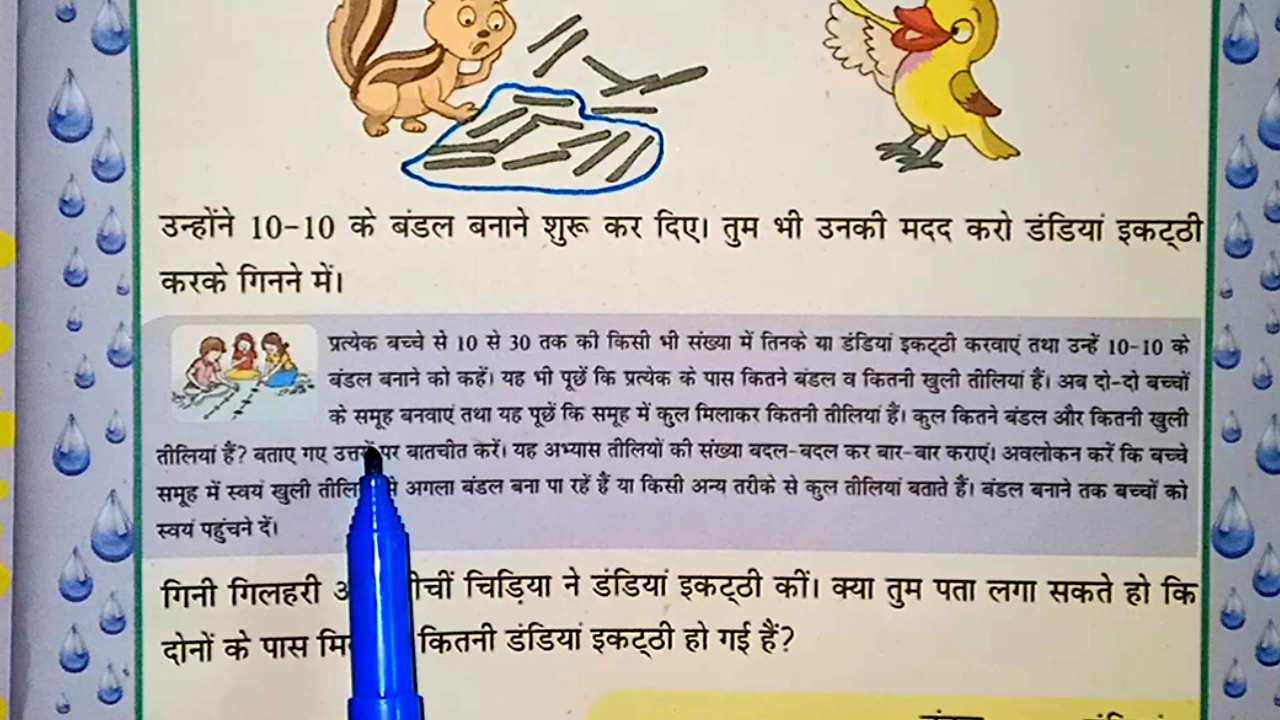 उन्होंने 10-10 के बंडल बनाने शुरू कर दिए। तुम भी उनकी मदद करो डंडियां इकट्ठी
करके गिनने में।
प्रत्येक बच्चे से 10 से 30 तक की किसी भी संख्या में तिनके या डंडियां इकट्ठी करवाएं तथा उन्हें 10-10 के
बंडल बनाने को कहें। यह भी पूछें कि प्रत्येक के पास कितने बंडल व कितनी खुली तीलियां हैं। अब दो-दो बच्चों
के समूह बनवाएं तथा यह पूछें कि समूह में कुल मिलाकर कितनी तीलियां हैं। कुल कितने बंडल और कितनी खुली
तीलियां हैं? बताए गए उत्तरों पर बातचीत करें। यह अभ्यास तीलियों की संख्या बदल-बदल कर बार-बार कराएं। अवलोकन करें कि बच्चे
समूह में स्वयं खुली अगला बंडल बना पा रहें हैं या किसी अन्य तरीके से कुल तीलियां बताते हैं। बंडल बनाने तक बच्चों को
स्वयं पहुंचने दें।
गिनी गिलहरी चिड़िया ने डंडियां इकट्ठी कीं। क्या तुम पता लगा सकते हो कि
दोनों के पास कितनी डंडियां इकट्ठी हो गई हैं?